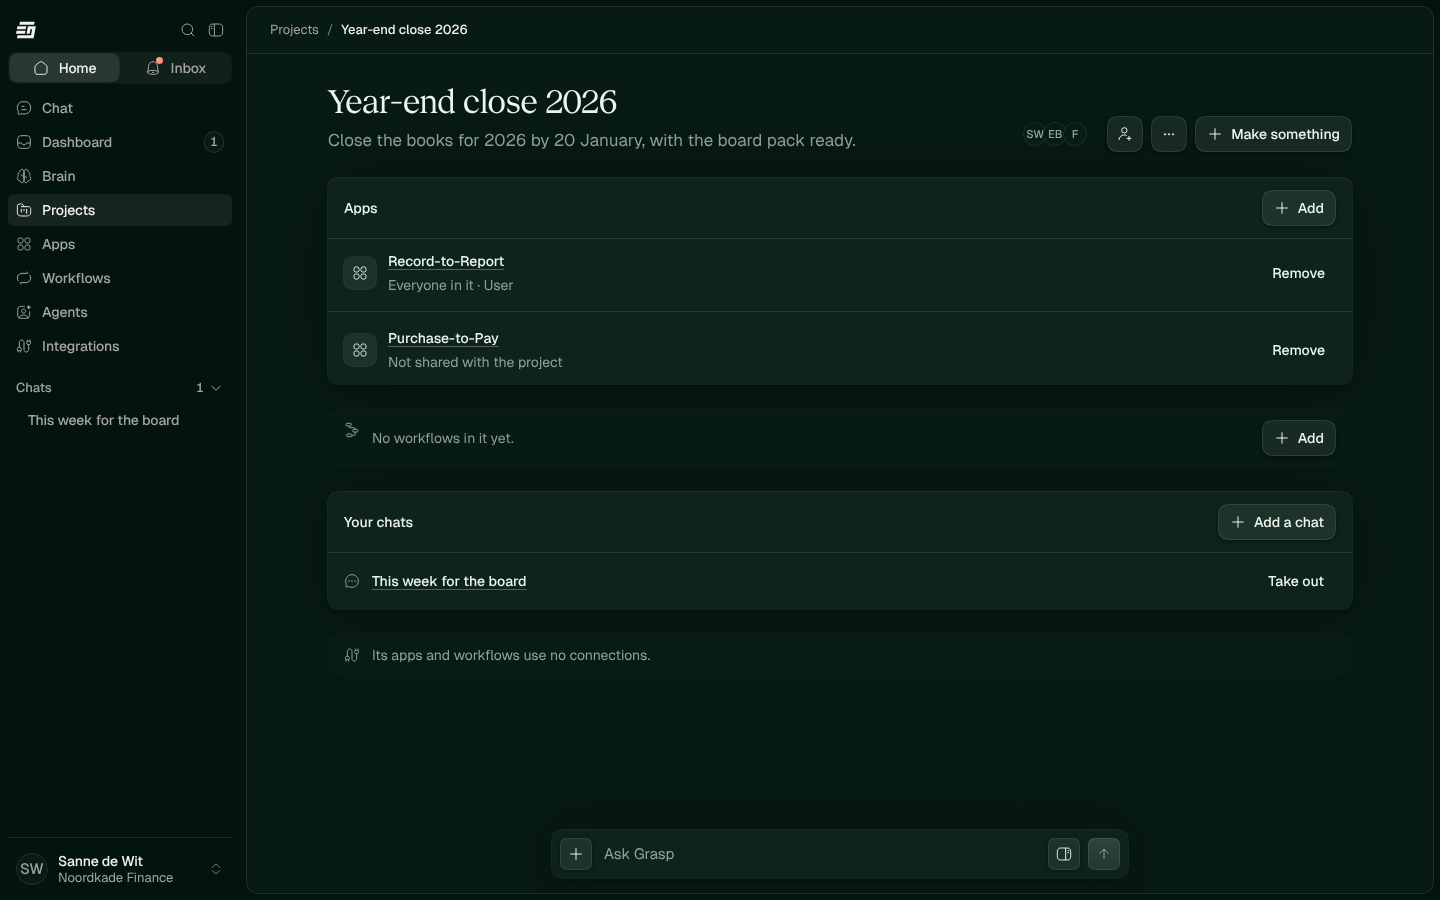 Projects / Year-end close 2026
Home
Inbox
Chat
Dashboard 1
Brain
Projects
Apps
Workflows
Agents
Integrations
Chats 1
This week for the board
Sanne de Wit
Noordkade Finance
SW
Year-end close 2026
Close the books for 2026 by 20 January, with the board pack ready.
SW EB F
Make something
Apps
Add
Record-to-Report
Everyone in it · User
Remove
Purchase-to-Pay
Not shared with the project
Remove
No workflows in it yet.
Add
Your chats
Add a chat
This week for the board
Take out
Its apps and workflows use no connections.
Ask Grasp